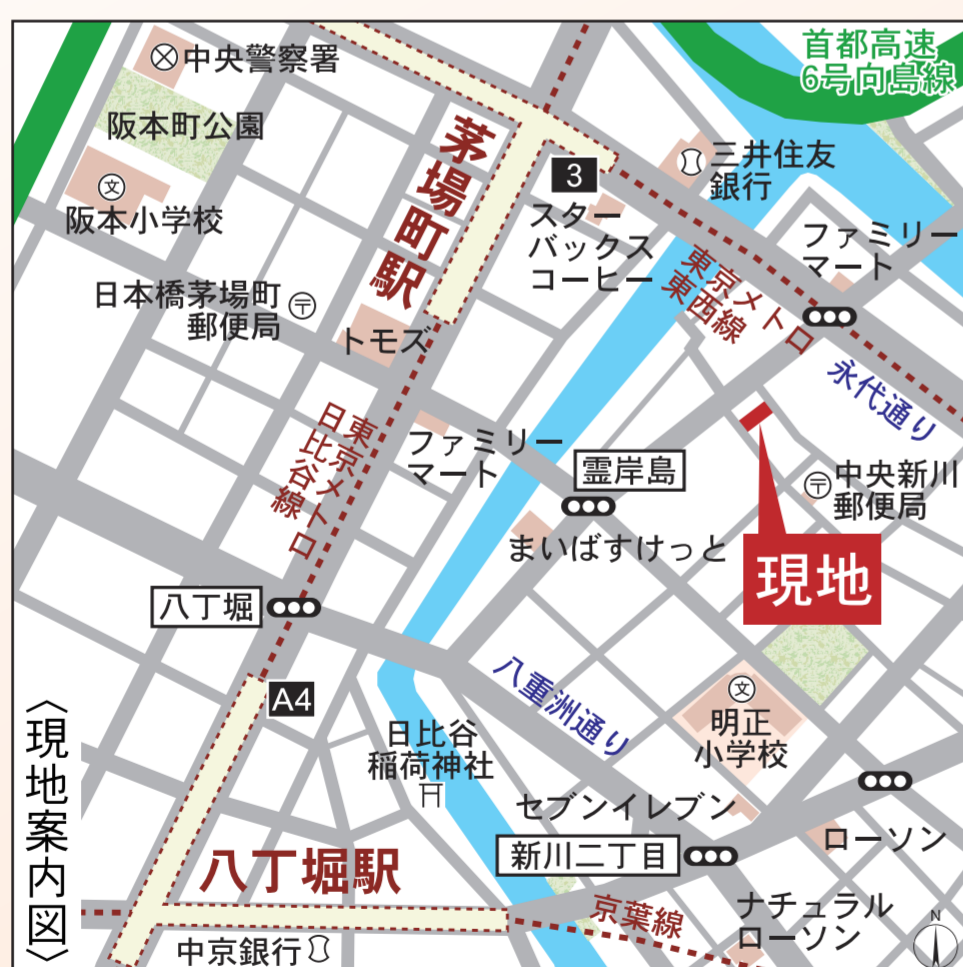 中央警察署
首都高速
6号向島線
阪本町公園
茅場町駅
三井住友
銀行
文
3
阪本小学校
スター
バックス
コーヒー
ファミリー
マート
東京メトロ
東西線
日本橋茅場町
郵便局
トモズ
永代通り
東京メトロ
日比谷線
ファミリー
マート
霊岸島
中央新川
郵便局
まいばすけっと
現地
八丁堀
A4
八重洲通り
文
明正
小学校
日比谷
稲荷神社
セブンイレブン
ローソン
新川二丁目
八丁堀駅
京葉線
ナチュラル
ローソン
中京銀行
N
〈現地案内図〉